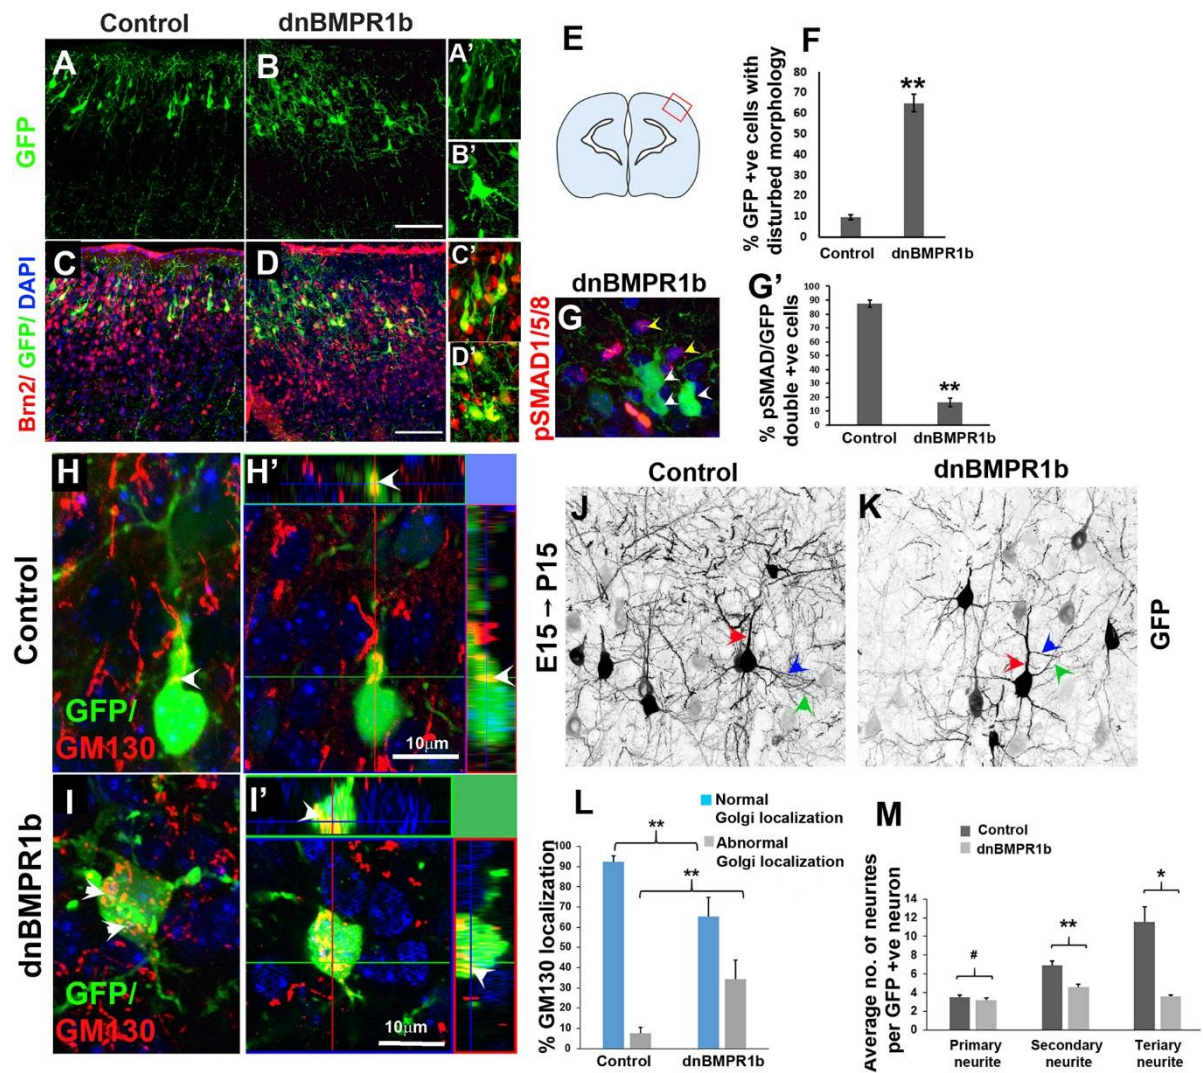 Control
dnBMPR1b
A
B
A'
B'
GFP
C
D
C'
D'
Brn2/ GFP/ DAPI
E
F
% GFP +ve cells with
disturbed morphology
80
70
60
50
40
30
20
10
0
**
Control
dnBMPR1b
dnBMPR1b
G
pSMAD1/5/8
G'
% pSMAD/GFP
double +ve cells
100
90
80
70
60
50
40
30
20
10
0
**
Control
dnBMPR1b
Control
H
GFP/
GM130
H'
10μm
dnBMPR1b
I
GFP/
GM130
I'
10μm
Control
dnBMPR1b
E15→P15
J
K
GFP
L
Normal
Golgi localization
Abnormal
Golgi localization
% GM130 localization
100
90
80
70
60
50
40
30
20
10
0
**
**
Control
dnBMPR1b
M
Control
dnBMPR1b
Average no. of neurites
per GFP +ve neuron
14
12
10
8
6
4
2
0
#
**
*
Primary
neurite
Secondary
neurite
Teriary
neurite